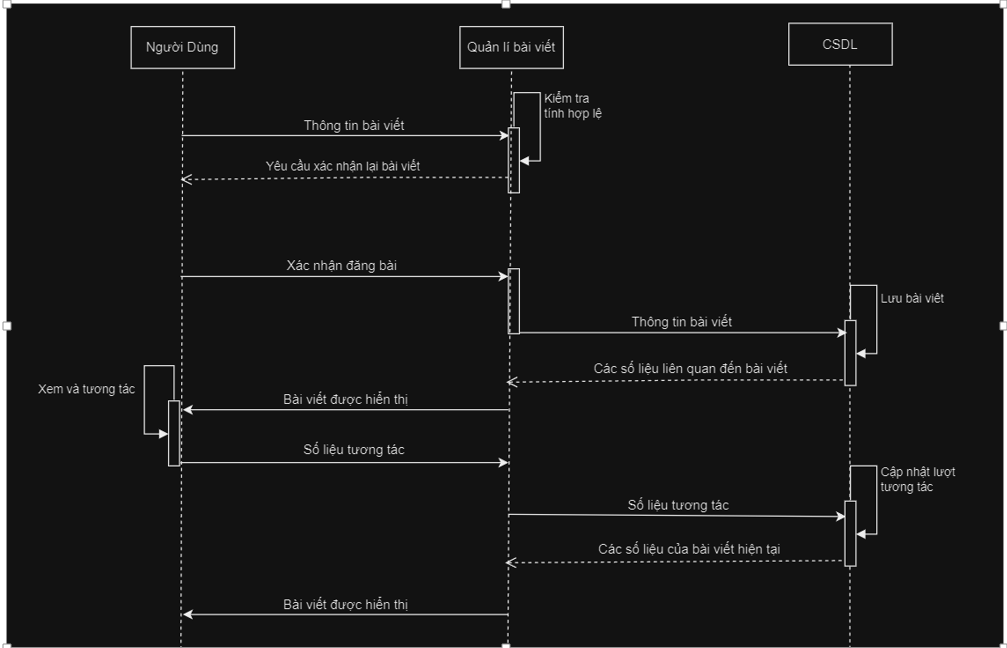 Người Dùng
Quản lí bài viết
CSDL
Kiểm tra
tính hợp lệ
Thông tin bài viết
Yêu cầu xác nhận lại bài viết
Xác nhận đăng bài
Lưu bài viêt
Thông tin bài viết
Các số liệu liên quan đến bài viết
Xem và tương tác
Bài viết được hiển thị
Số liệu tương tác
Cập nhật lượt
tương tác
Số liệu tương tác
Các số liệu của bài viết hiện tại
Bài viết được hiển thị